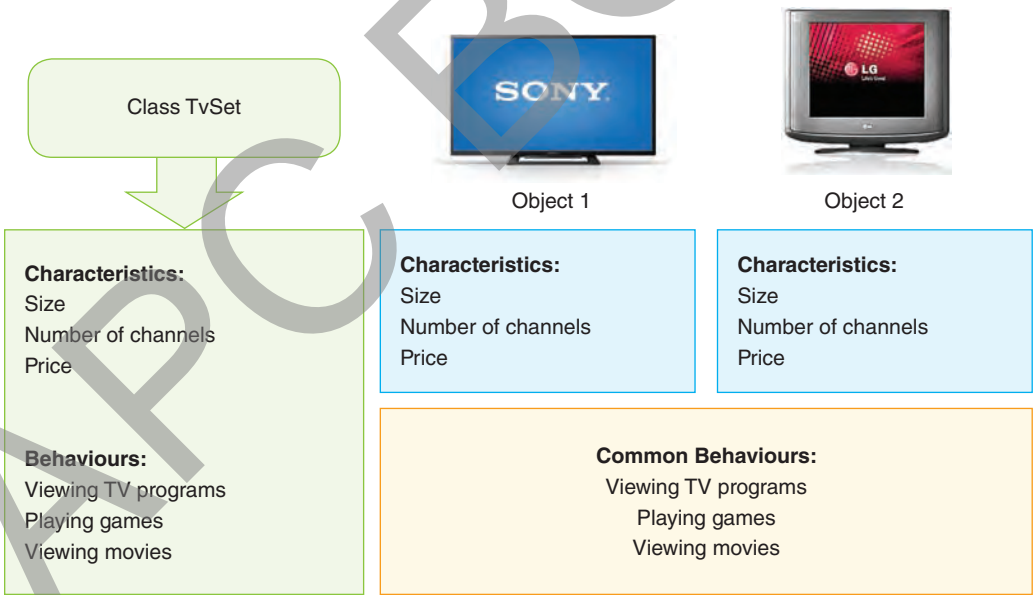 Class TvSet
SONY
LG
Object 1
Object 2
Characteristics:
Size
Number of channels
Price
Behaviours:
Viewing TV programs
Playing games
Viewing movies
Characteristics:
Size
Number of channels
Price
Characteristics:
Size
Number of channels
Price
Common Behaviours:
Viewing TV programs
Playing games
Viewing movies
APC BO